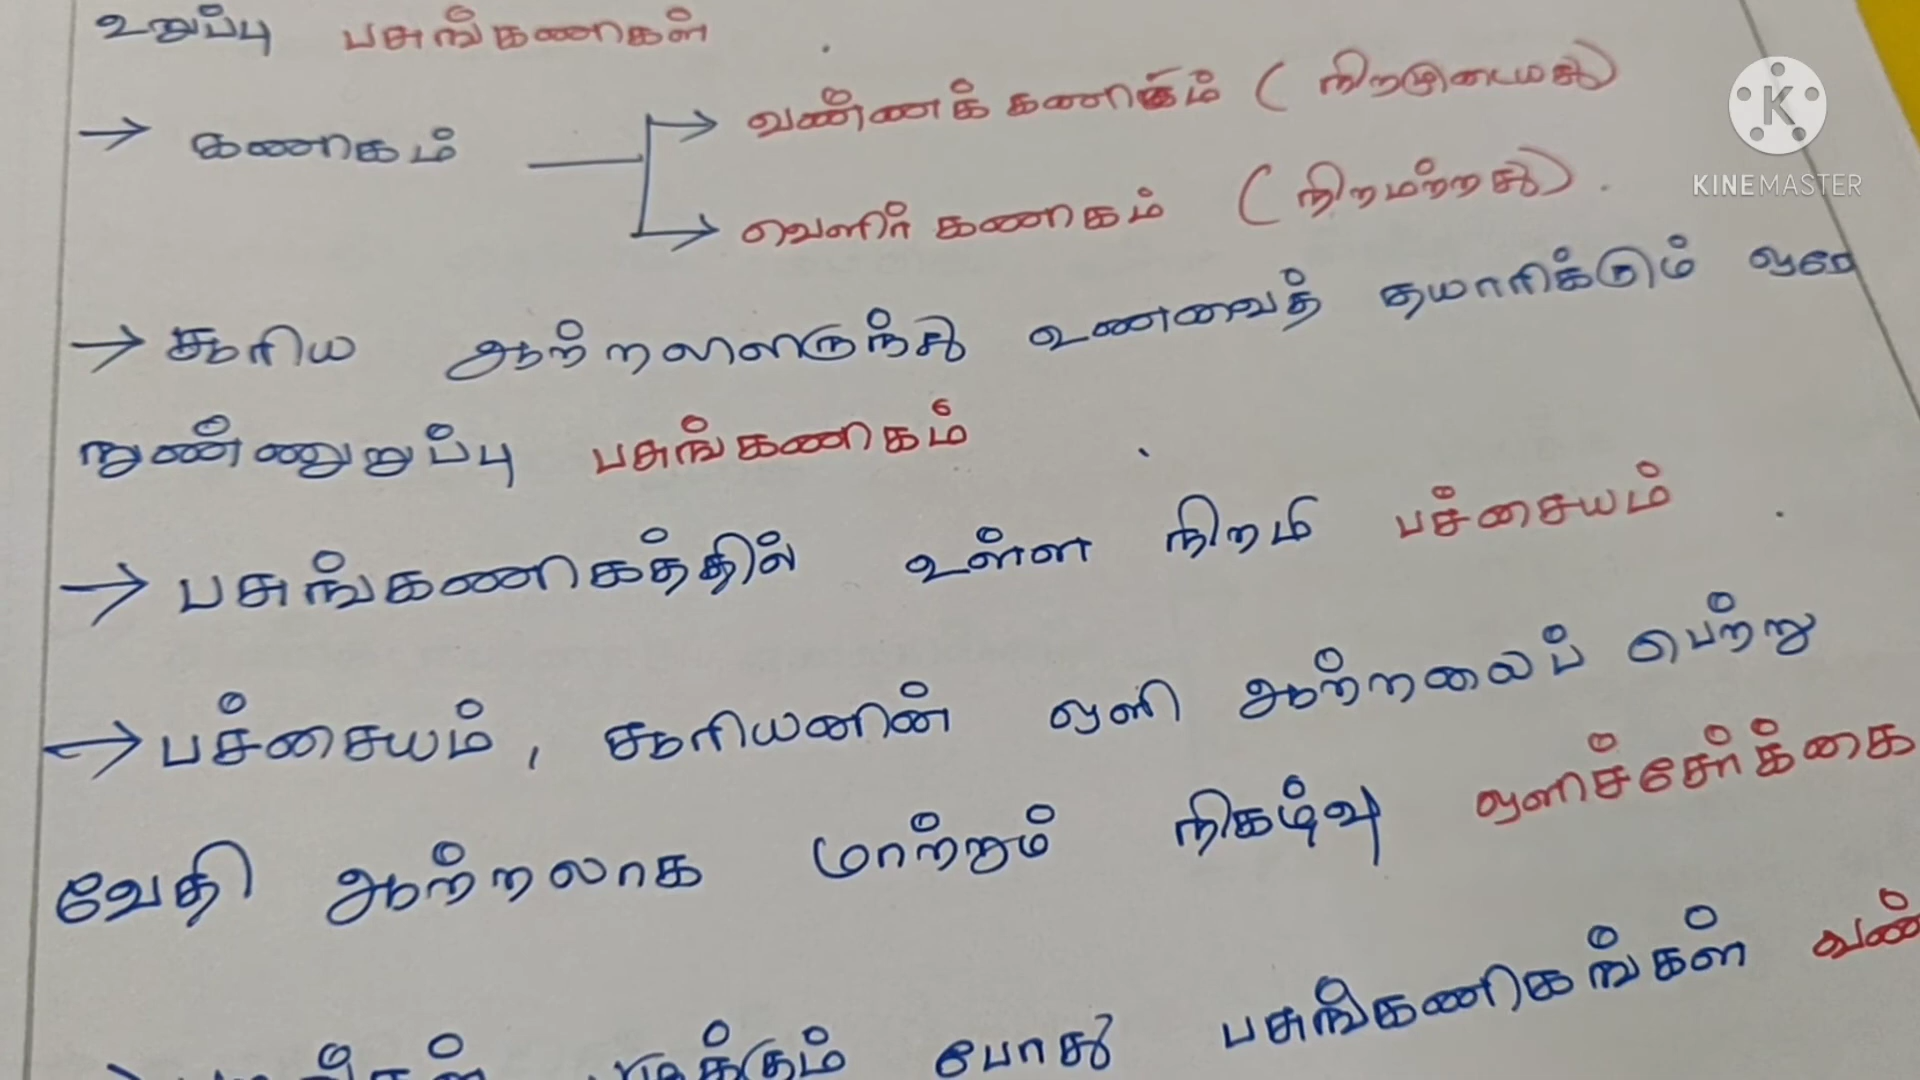 உறுப்பு பசுங்கணிகள்
→ கணிகம்
→ வண்ணக் கணிகம் ( நிறமுடையது)
→ வெளிர் கணிகம் ( நிறமற்றது)
→ சூரிய ஆற்றலிலிருந்து உணவைத் தயாரிக்கும் ஒரே
நுண்ணுறுப்பு பசுங்கணிகம்
→ பசுங்கணிகத்தில் உள்ள நிறமி பச்சையம்
→ பச்சையம், சூரியனின் ஒளி ஆற்றலைப் பெற்று
வேதி ஆற்றலாக மாற்றும் நிகழ்வு ஒளிச்சேர்க்கை
போது பசுங்கணிகங்கள்
KINEMASTER